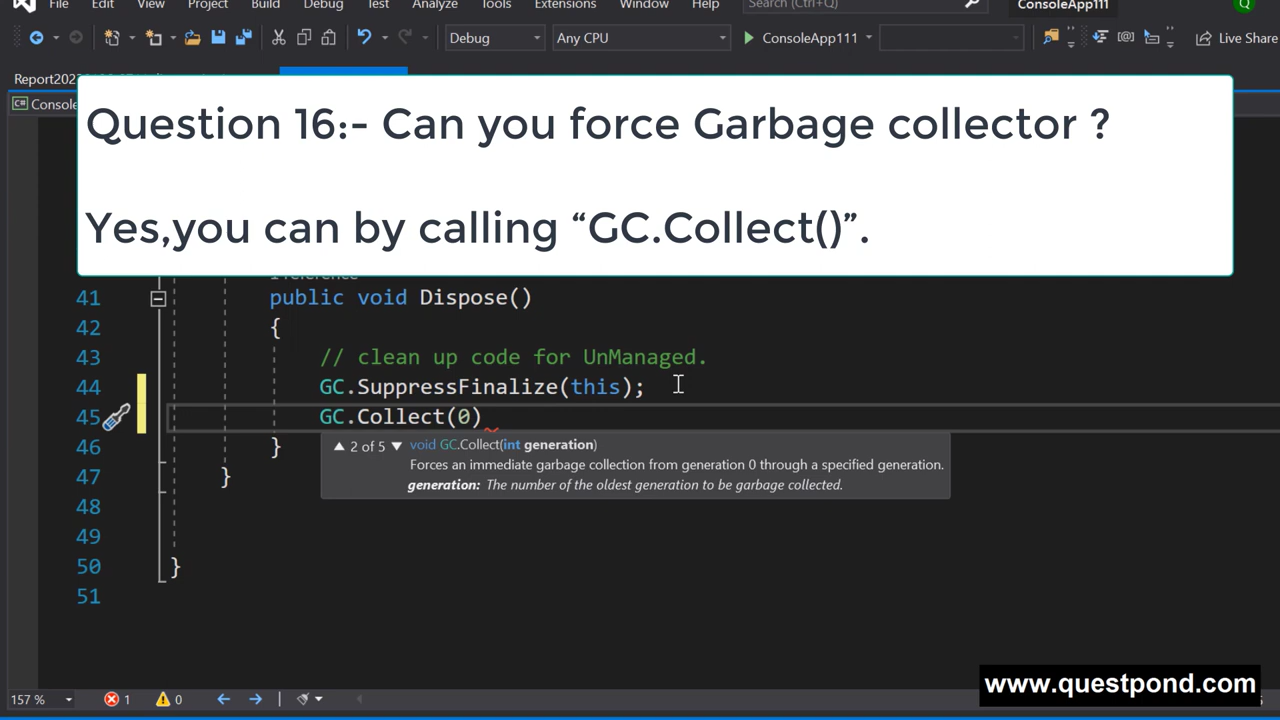 File Edit View Project Build Debug Test Analyze Tools Extensions Window Help Search (Ctrl+Q) ConsoleApp111 Q
Debug Any CPU ConsoleApp111 Live Share
Question 16:- Can you force Garbage collector ?
Yes,you can by calling “GC.Collect()”.
41 public void Dispose()
42 {
43 // clean up code for UnManaged.
44 GC.SuppressFinalize(this);
45 GC.Collect(0)
46 }
▲ 2 of 5 ▼ void GC.Collect(int generation)
Forces an immediate garbage collection from generation 0 through a specified generation.
generation: The number of the oldest generation to be garbage collected.
47 }
48
49
50 }
51
www.questpond.com
157 % 1 0